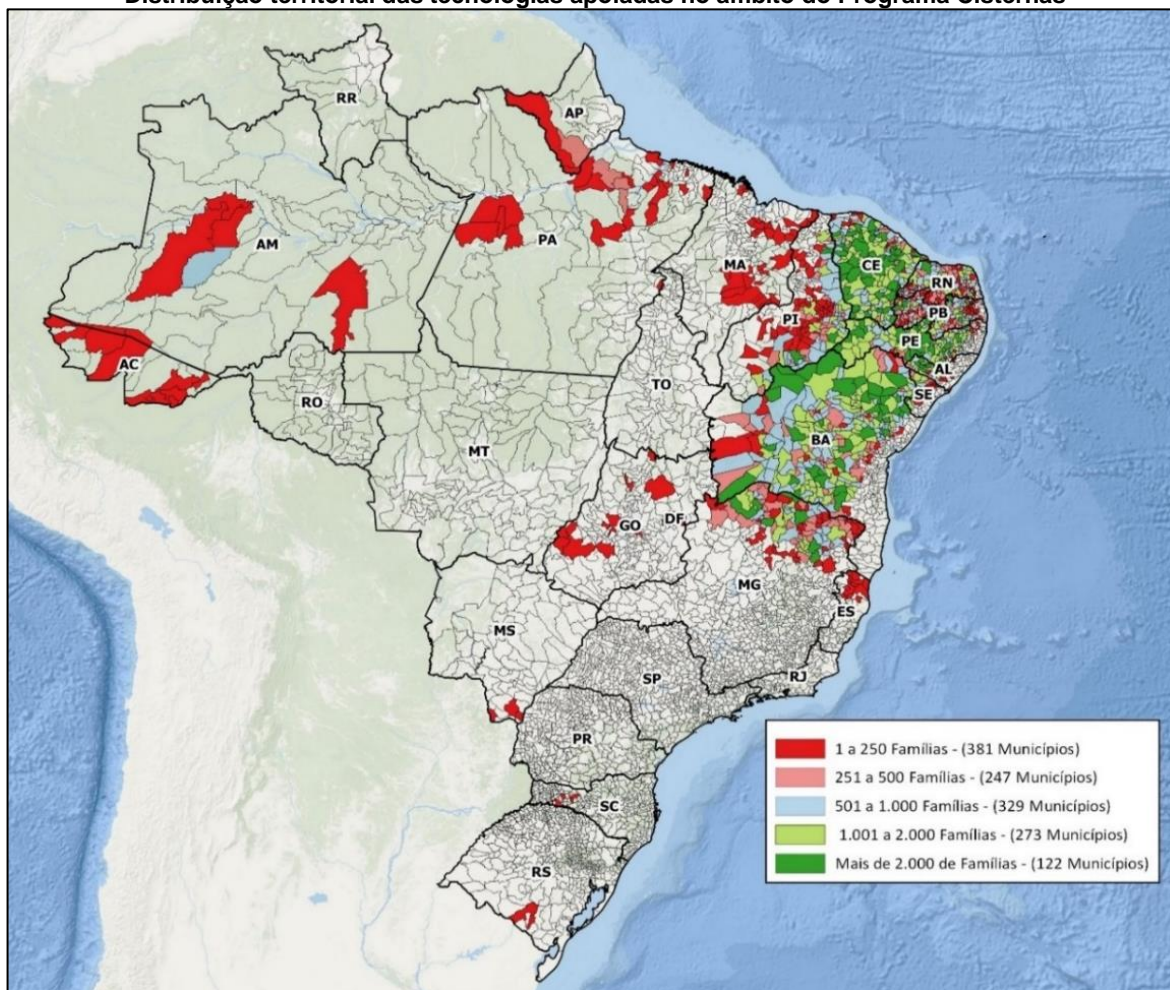 Distribuição territorial das tecnologias apoiadas no âmbito do Programa Cisternas
RR
AP
AM
PA
MA
CE
RN
PB
PI
PE
AL
SE
AC
TO
RO
BA
MT
GO
DF
MG
ES
MS
SP
RJ
PR
SC
RS
1 a 250 Famílias - (381 Municípios)
251 a 500 Famílias - (247 Municípios)
501 a 1.000 Famílias - (329 Municípios)
1.001 a 2.000 Famílias - (273 Municípios)
Mais de 2.000 de Famílias - (122 Municípios)